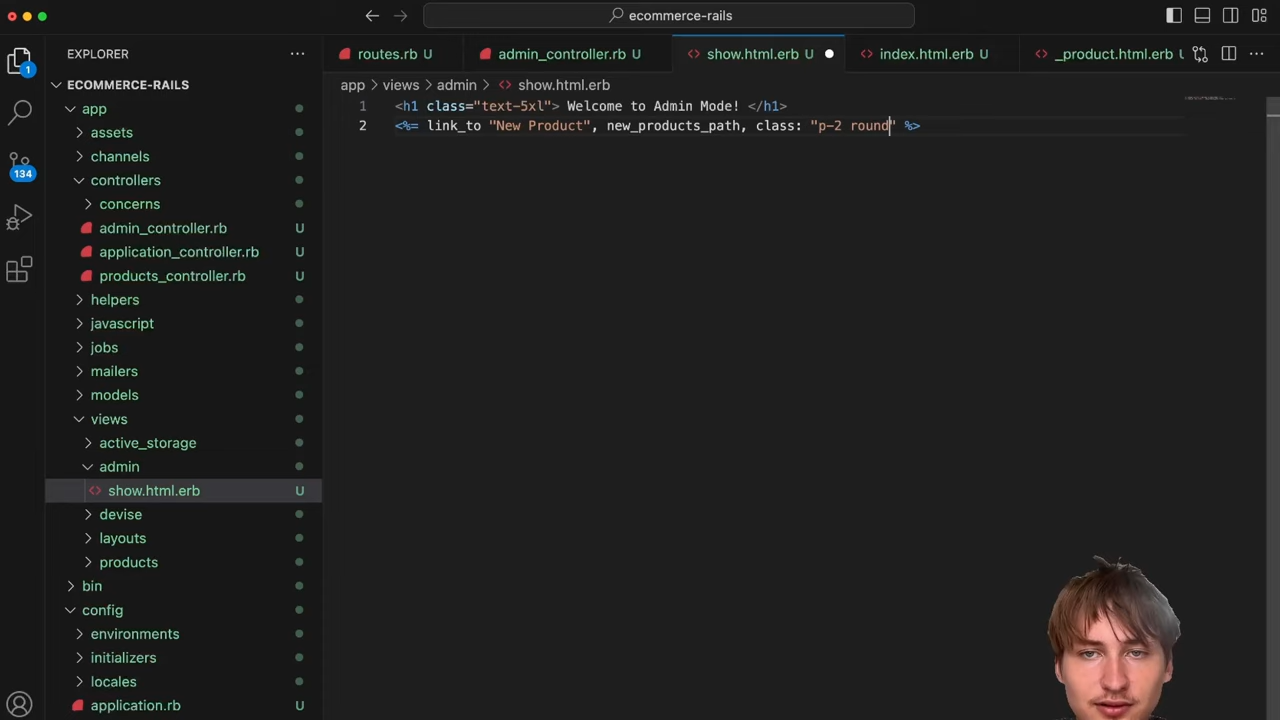 ecommerce-rails
EXPLORER
routes.rb U
admin_controller.rb U
show.html.erb
index.html.erb U
_product.html.erb U
1
ECOMMERCE-RAILS
app > views > admin > show.html.erb
app
1 <h1 class="text-5xl"> Welcome to Admin Mode! </h1>
2 <%= link_to "New Product", new_products_path, class: "p-2 round" %>
assets
channels
134
controllers
concerns
admin_controller.rb U
application_controller.rb U
products_controller.rb U
helpers
javascript
jobs
mailers
models
views
active_storage
admin
show.html.erb U
devise
layouts
products
bin
config
environments
initializers
locales
application.rb U